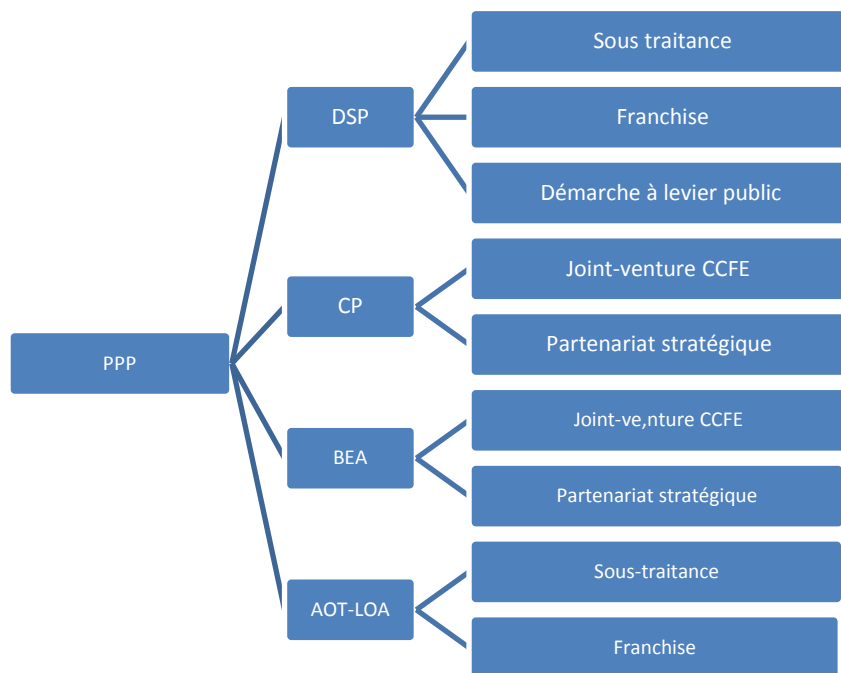 PPP
DSP
Sous traitance
Franchise
Démarche à levier public
CP
Joint-venture CCFE
Partenariat stratégique
BEA
Joint-ve,nture CCFE
Partenariat stratégique
AOT-LOA
Sous-traitance
Franchise